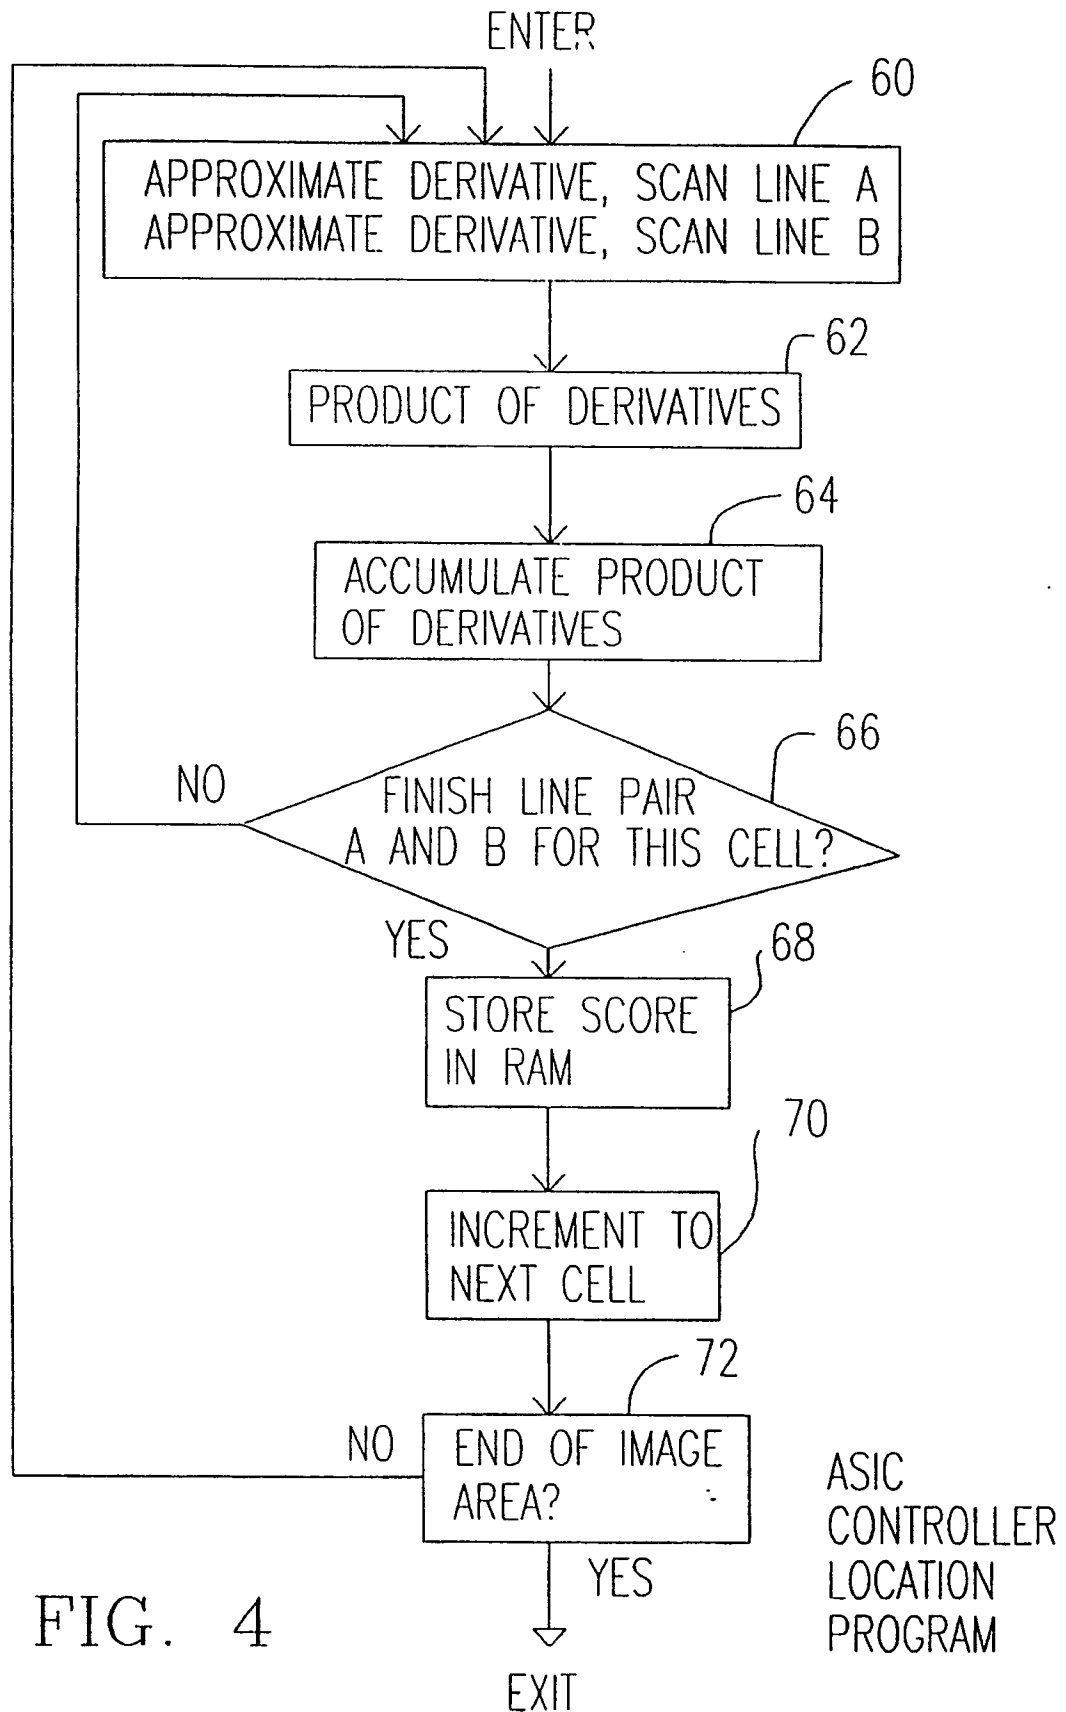 ENTER
60
APPROXIMATE DERIVATIVE, SCAN LINE A
APPROXIMATE DERIVATIVE, SCAN LINE B
62
PRODUCT OF DERIVATIVES
64
ACCUMULATE PRODUCT
OF DERIVATIVES
66
NO
FINISH LINE PAIR
A AND B FOR THIS CELL?
YES
68
STORE SCORE
IN RAM
70
INCREMENT TO
NEXT CELL
72
NO
END OF IMAGE
AREA?
YES
EXIT
ASIC
CONTROLLER
LOCATION
PROGRAM
FIG. 4